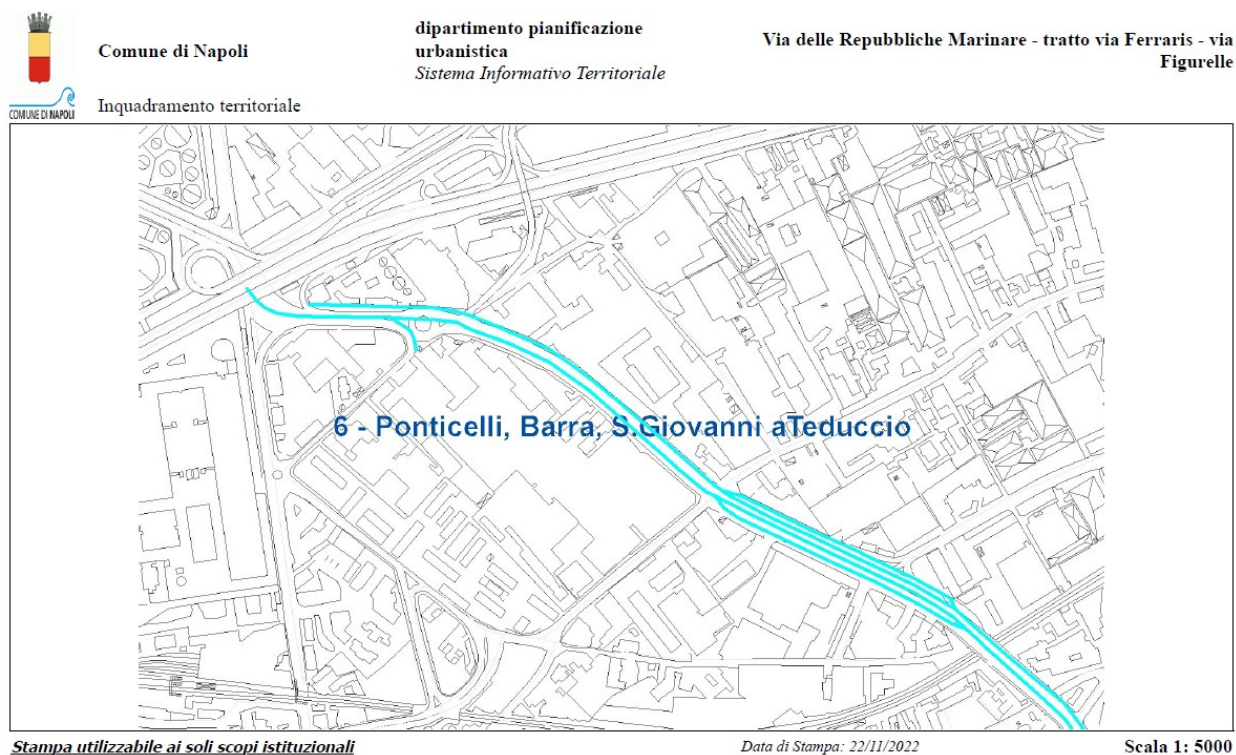 Comune di Napoli
dipartimento pianificazione
urbanistica
Sistema Informativo Territoriale
Via delle Repubbliche Marinare - tratto via Ferraris - via
Figurelle
COMUNE DI NAPOLI
Inquadramento territoriale
6 - Ponticelli, Barra, S.Giovanni aTeduccio
Stampa utilizzabile ai soli scopi istituzionali
Data di Stampa: 22/11/2022
Scala 1: 5000